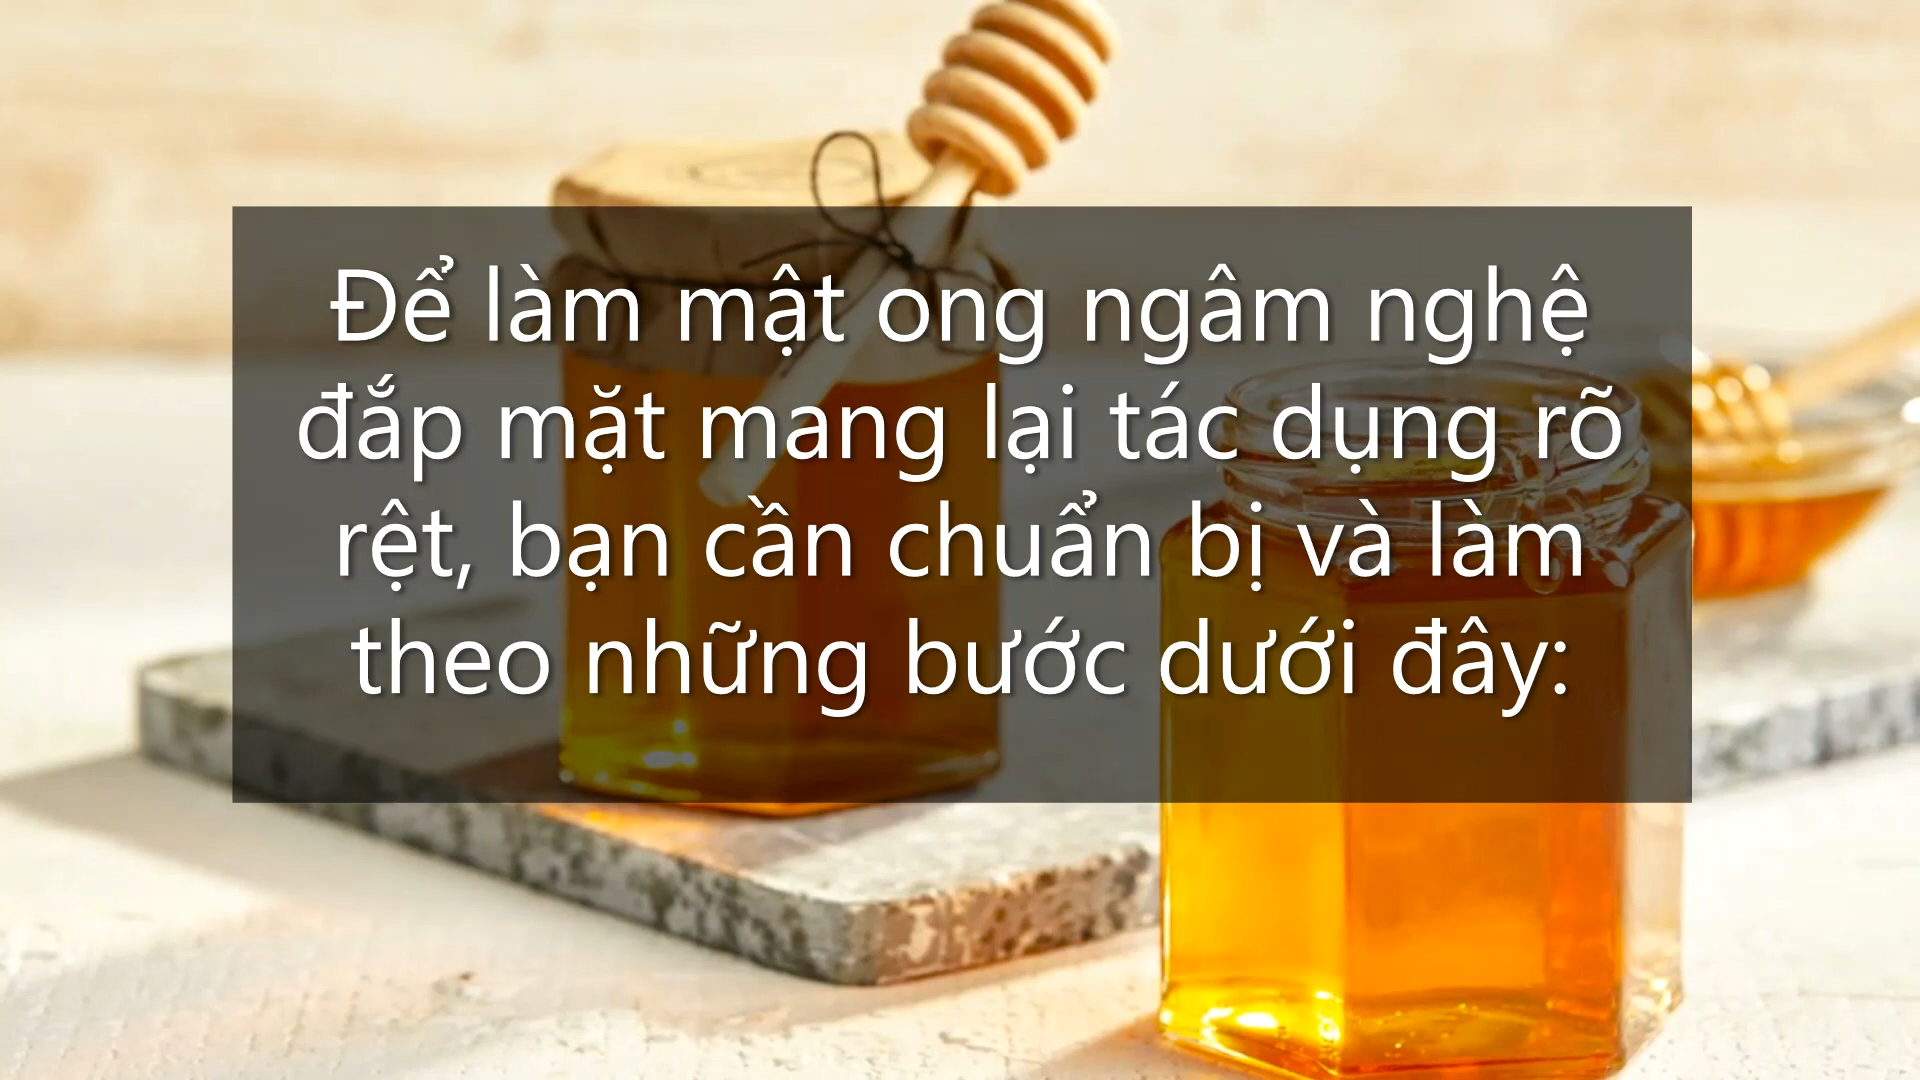 Để làm mật ong ngâm nghệ
đắp mặt mang lại tác dụng rõ
rệt, bạn cần chuẩn bị và làm
theo những bước dưới đây: